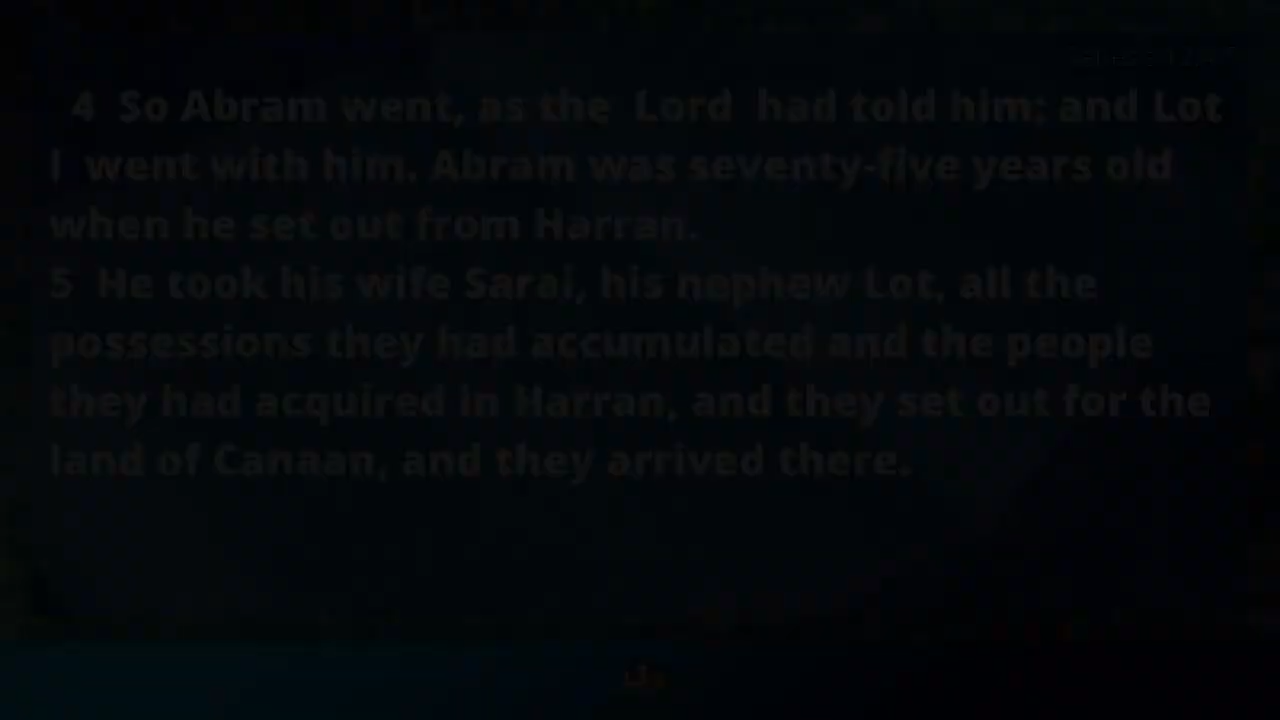 4 So Abram went, as the Lord had told him; and Lot
l went with him. Abram was seventy-five years old
when he set out from Harran.
5 He took his wife Sarai, his nephew Lot, all the
possessions they had accumulated and the people
they had acquired in Harran, and they set out for the
land of Canaan, and they arrived there.